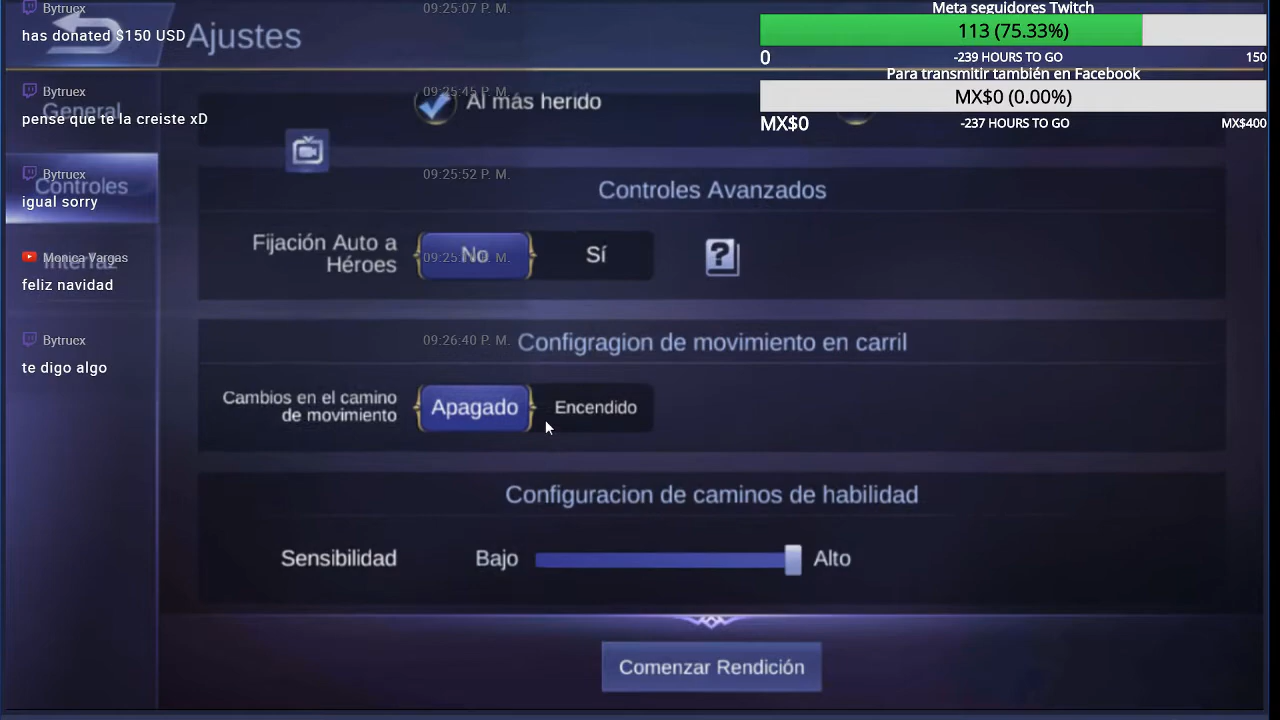 Bytruex
09:25:07 P. M.
has donated $150 USD
Ajustes
Meta seguidores Twitch
113 (75.33%)
0
-239 HOURS TO GO
150
Para transmitir también en Facebook
MX$0 (0.00%)
MX$0
-237 HOURS TO GO
MX$400
Bytruex
09:25:45 P. M.
General
pense que te la creiste xD
Al más herido
Bytruex
09:25:52 P. M.
Controles
igual sorry
Controles Avanzados
Fijación Auto a
Héroes
No
Sí
Monica Vargas
P. M.
Interfaz
feliz navidad
Bytruex
09:26:40 P. M.
te digo algo
Configragion de movimiento en carril
Cambios en el camino
de movimiento
Apagado
Encendido
Configuracion de caminos de habilidad
Sensibilidad
Bajo
Alto
Comenzar Rendición